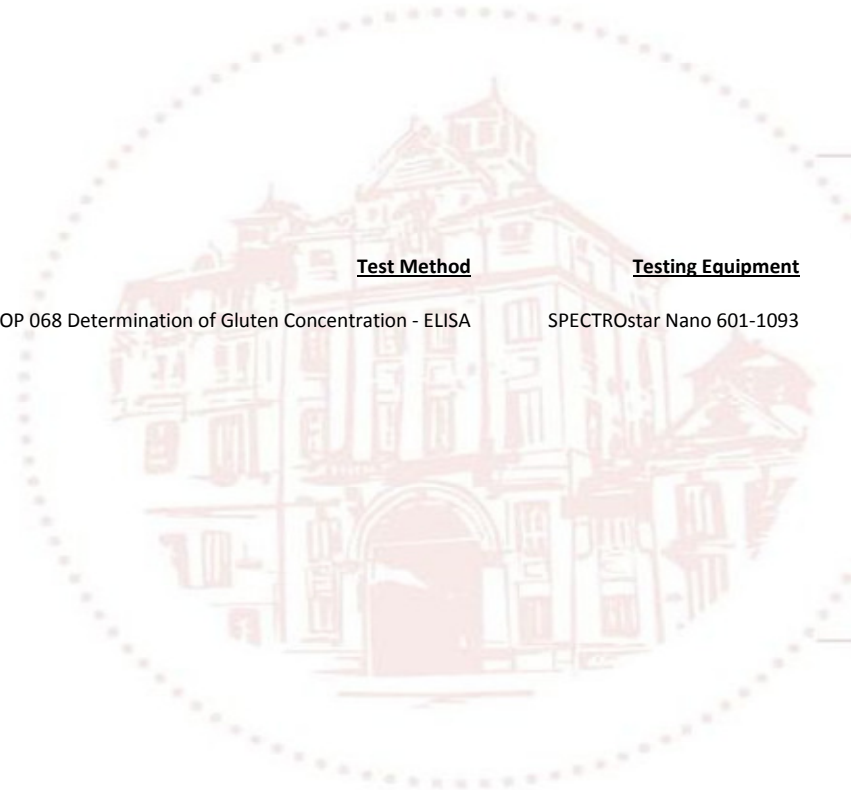 Test Method Testing Equipment
OP 068 Determination of Gluten Concentration - ELISA SPECTROstar Nano 601-1093